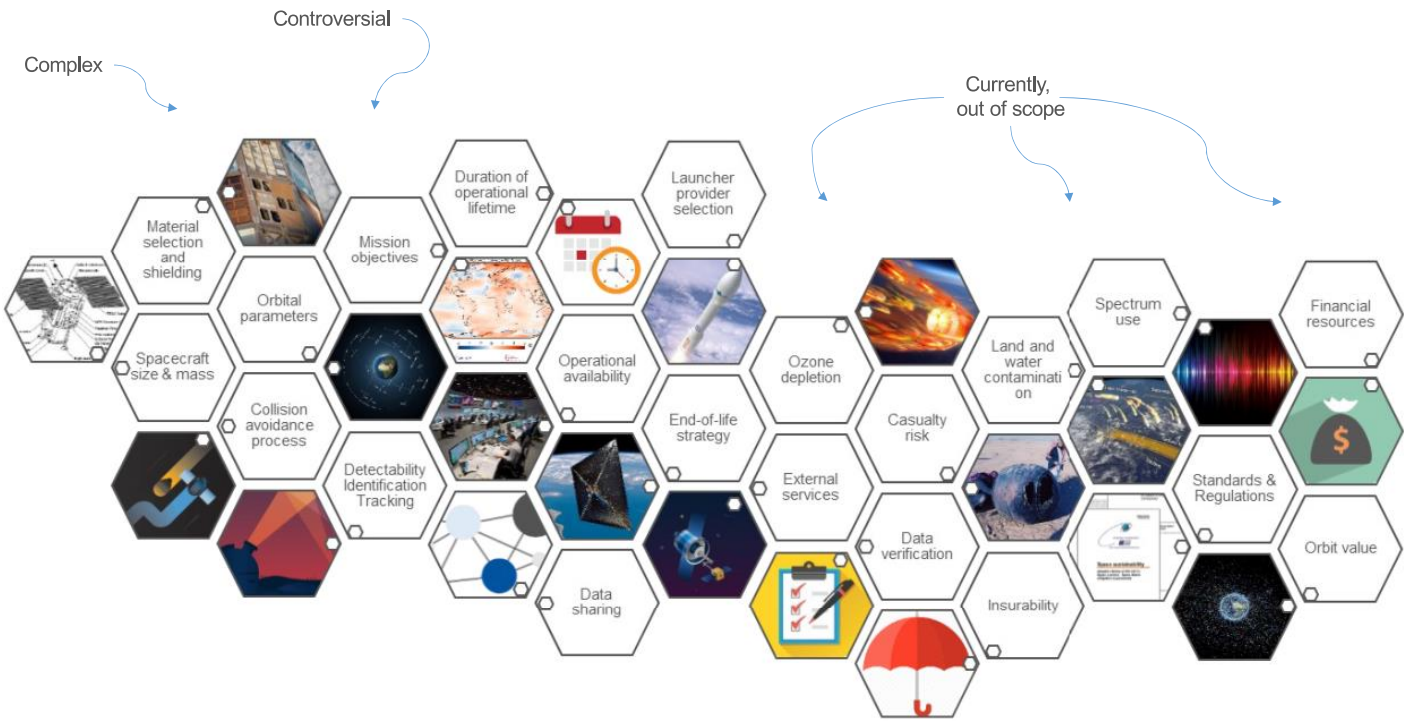 Controversial
Complex
Currently,
out of scope
Duration of
operational
lifetime
Launcher
provider
selection
Material
selection
and
shielding
Mission
objectives
Orbital
parameters
Spectrum
use
Financial
resources
Spacecraft
size & mass
Operational
availability
Ozone
depletion
Land and
water
contaminati
on
Collision
avoidance
process
End-of-life
strategy
Casualty
risk
Detectability
Identification
Tracking
External
services
Standards &
Regulations
Data
verification
Orbit value
Data
sharing
Insurability
$
Space sustainability